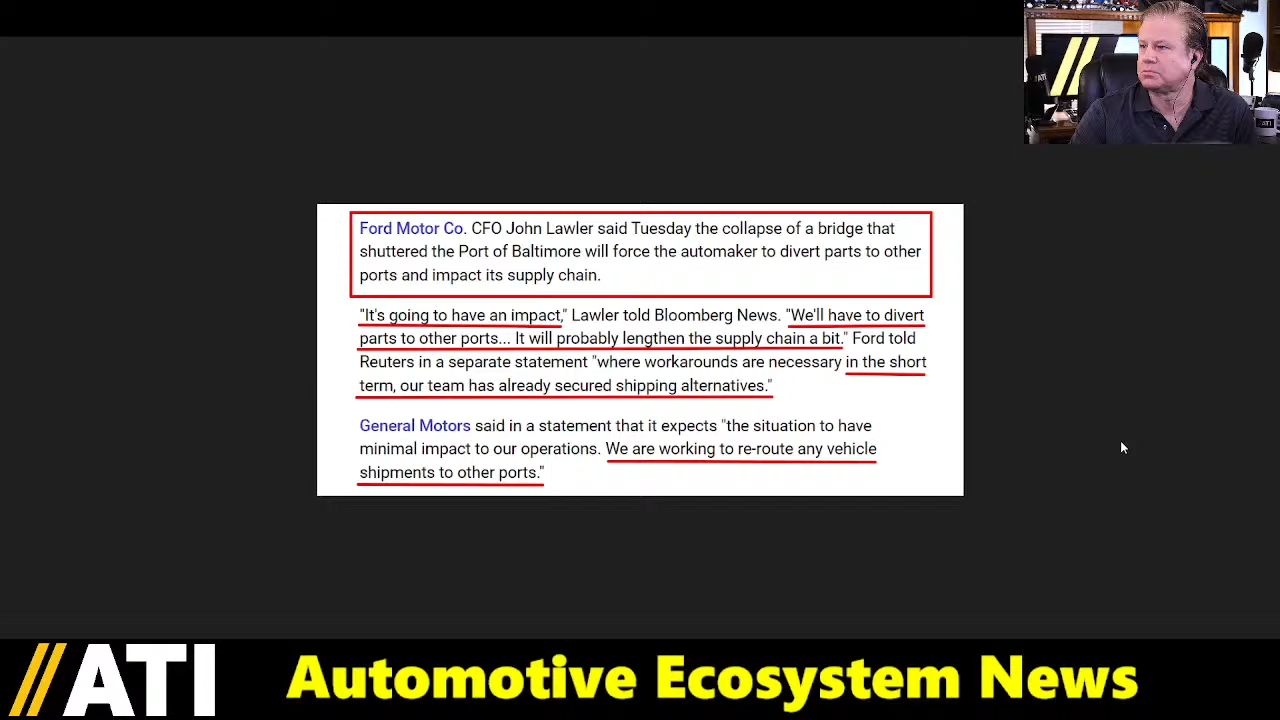 Ford Motor Co. CFO John Lawler said Tuesday the collapse of a bridge that
shuttered the Port of Baltimore will force the automaker to divert parts to other
ports and impact its supply chain.
"It's going to have an impact," Lawler told Bloomberg News. "We'll have to divert
parts to other ports... It will probably lengthen the supply chain a bit." Ford told
Reuters in a separate statement "where workarounds are necessary in the short
term, our team has already secured shipping alternatives."
General Motors said in a statement that it expects "the situation to have
minimal impact to our operations. We are working to re-route any vehicle
shipments to other ports."
//ATI Automotive Ecosystem News